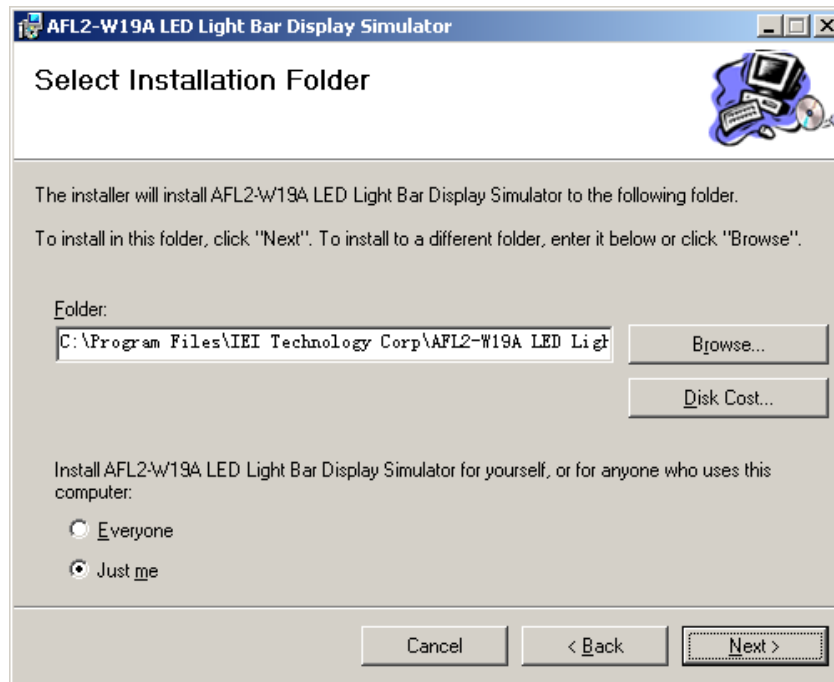 AFL2-W19A LED Light Bar Display Simulator
Select Installation Folder
The installer will install AFL2-W19A LED Light Bar Display Simulator to the following folder.
To install in this folder, click "Next". To install to a different folder, enter it below or click "Browse".
Folder:
C:\Program Files\IEI Technology Corp\AFL2-W19A LED Ligh
Browse...
Disk Cost...
Install AFL2-W19A LED Light Bar Display Simulator for yourself, or for anyone who uses this
computer:
Everyone
Just me
Cancel
< Back
Next >